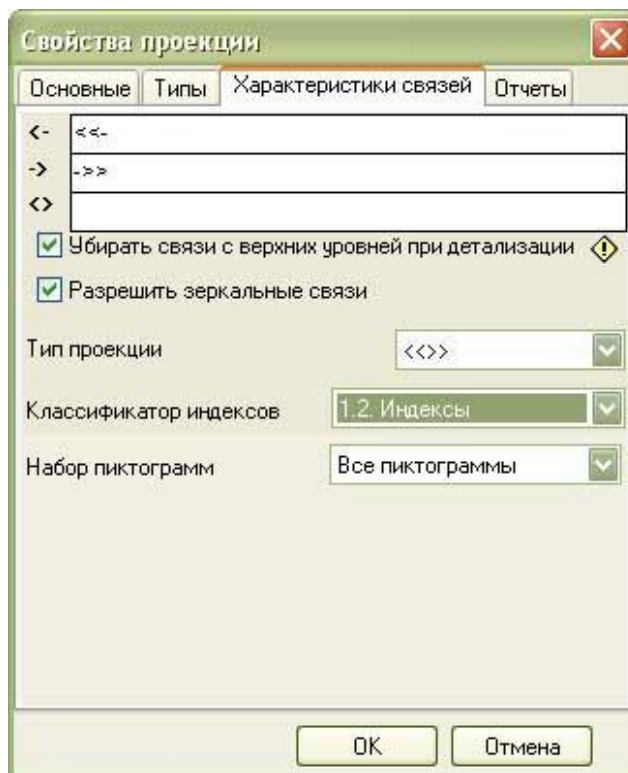 Свойства проекции
Основные Типы Характеристики связей Отчеты
<- <<-
-> ->>
<>
Убирать связи с верхних уровней при детализации
Разрешить зеркальные связи
Тип проекции <<>>
Классификатор индексов 1.2. Индексы
Набор пиктограмм Все пиктограммы
OK Отмена